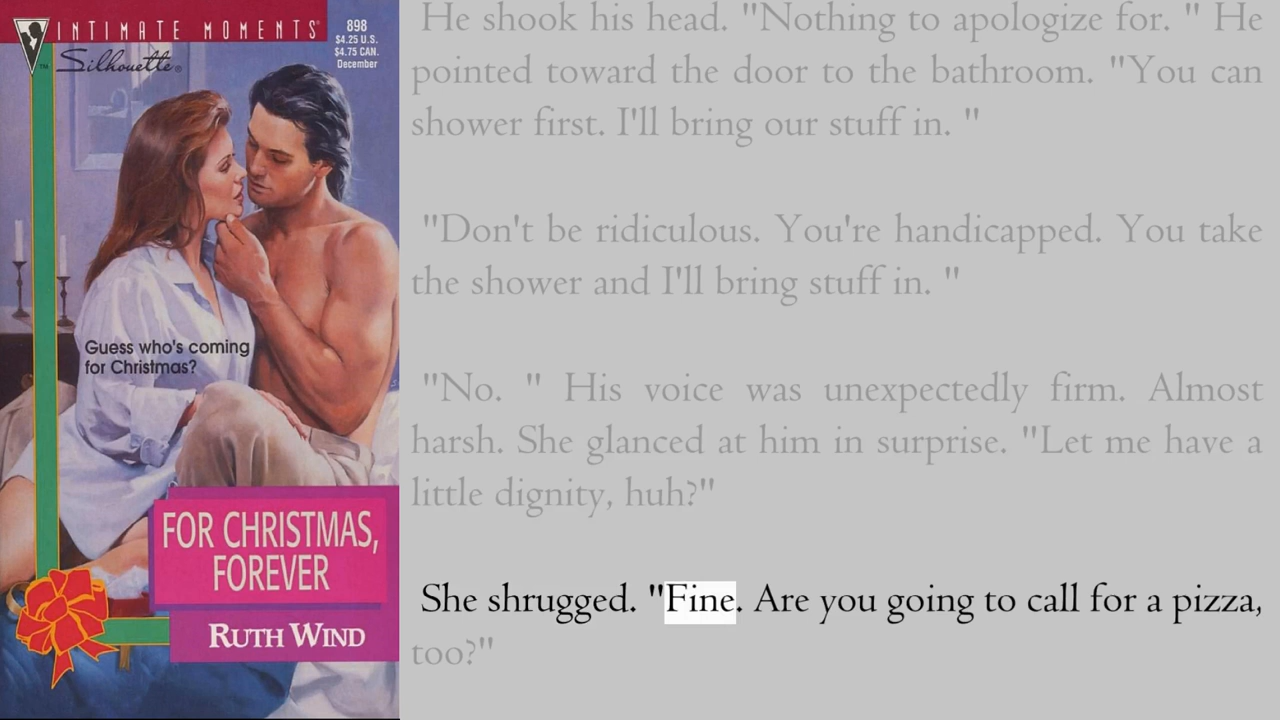 INTIMATE MOMENTS®
Silhouette®
TM
898
$4.25 U.S.
$4.75 CAN.
December
Guess who's coming
for Christmas?
FOR CHRISTMAS,
FOREVER
RUTH WIND
He shook his head. "Nothing to apologize for. " He
pointed toward the door to the bathroom. "You can
shower first. I'll bring our stuff in. "
"Don't be ridiculous. You're handicapped. You take
the shower and I'll bring stuff in. "
"No. " His voice was unexpectedly firm. Almost
harsh. She glanced at him in surprise. "Let me have a
little dignity, huh?"
She shrugged. "Fine. Are you going to call for a pizza,
too?"